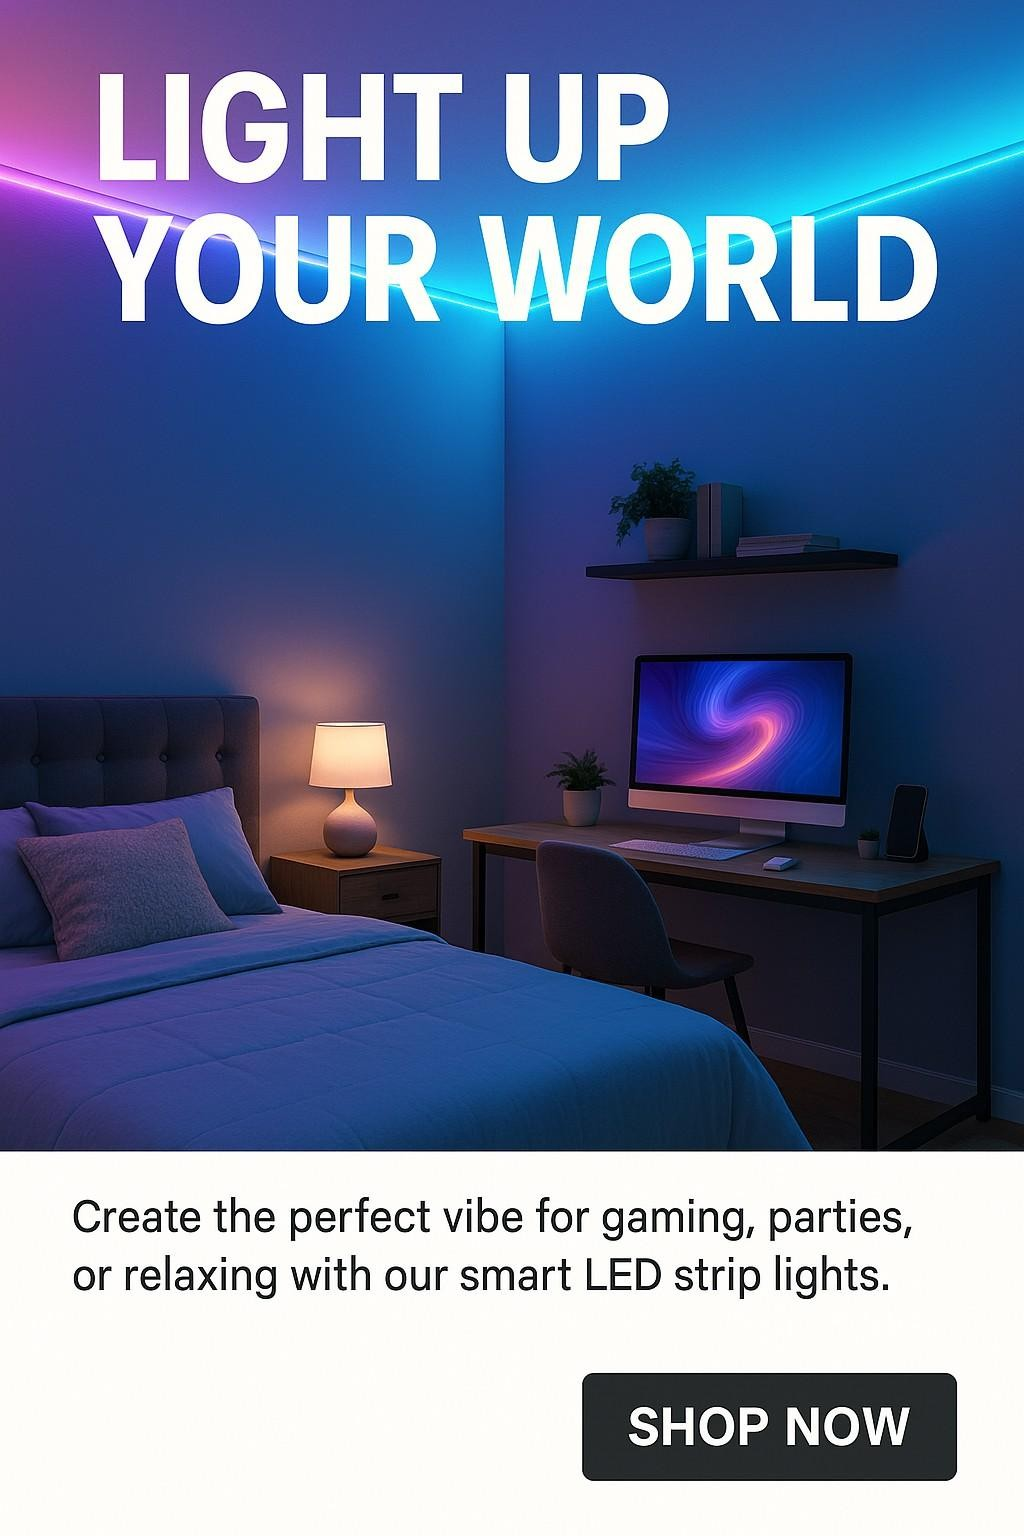 LIGHT UP
YOUR WORLD
Create the perfect vibe for gaming, parties,
or relaxing with our smart LED strip lights.
SHOP NOW